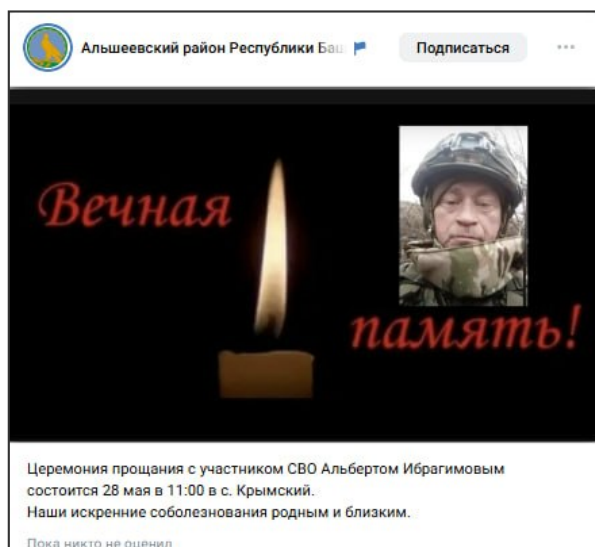 Альшеевский район Республики Баш
Подписаться
Вечная
память!
Церемония прощания с участником СВО Альбертом Ибрагимовым
состоится 28 мая в 11:00 в с. Крымский.
Наши искренние соболезнования родным и близким.
Пока никто не оценил